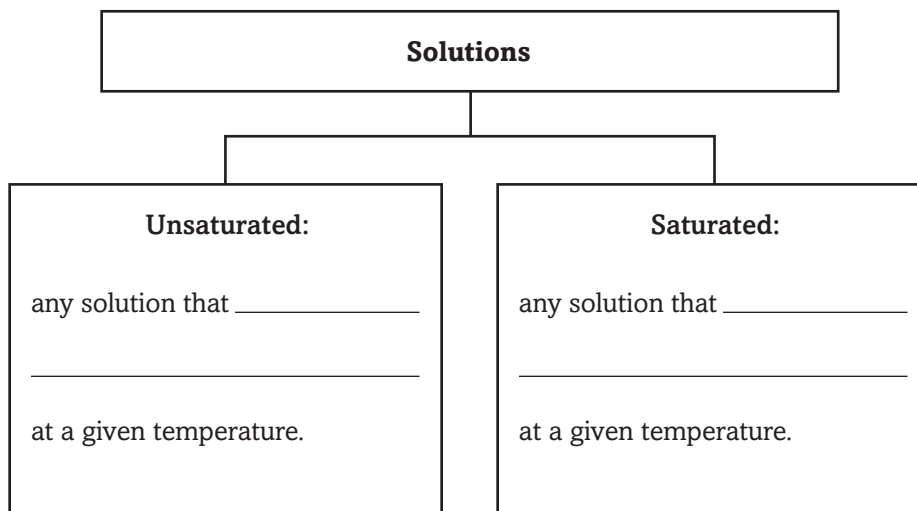 Solutions
Unsaturated:
any solution that
at a given temperature.
Saturated:
any solution that
at a given temperature.